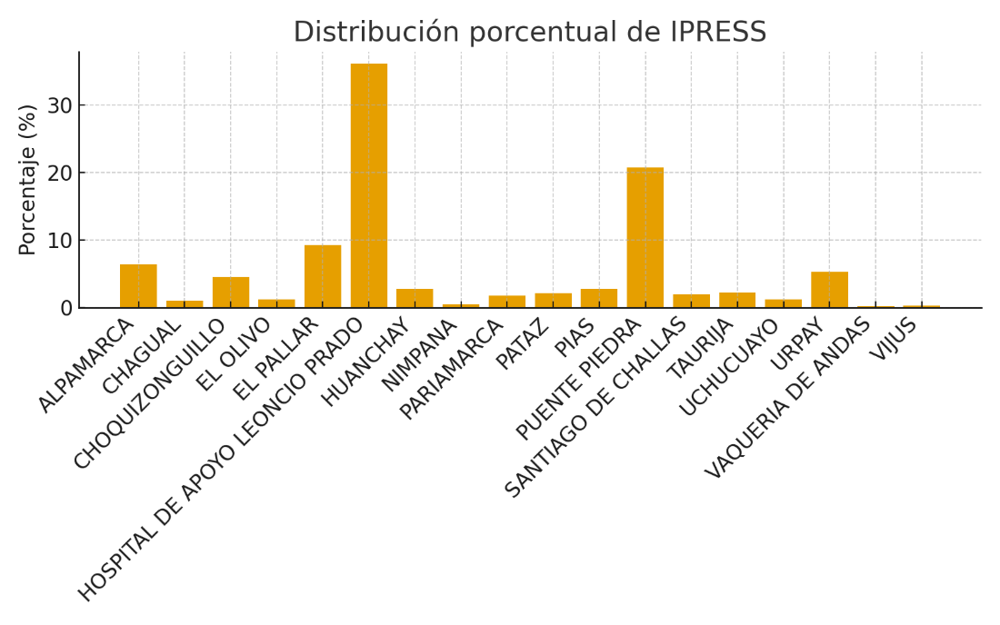 Distribución porcentual de IPRESS
Porcentaje (%)
30
20
10
0
ALPAMARCA
CHAGUAL
CHOQUIZONGUILLO
EL OLIVO
EL PALLAR
HOSPITAL DE APOYO LEONCIO PRADO
HUANCHAY
NIMPANA
PARIAMARCA
PATAZ
PIAS
PUENTE PIEDRA
SANTIAGO DE CHALLAS
TAURIJA
UCHUCUAYO
URPAY
VAQUERIA DE ANDAS
VIJUS